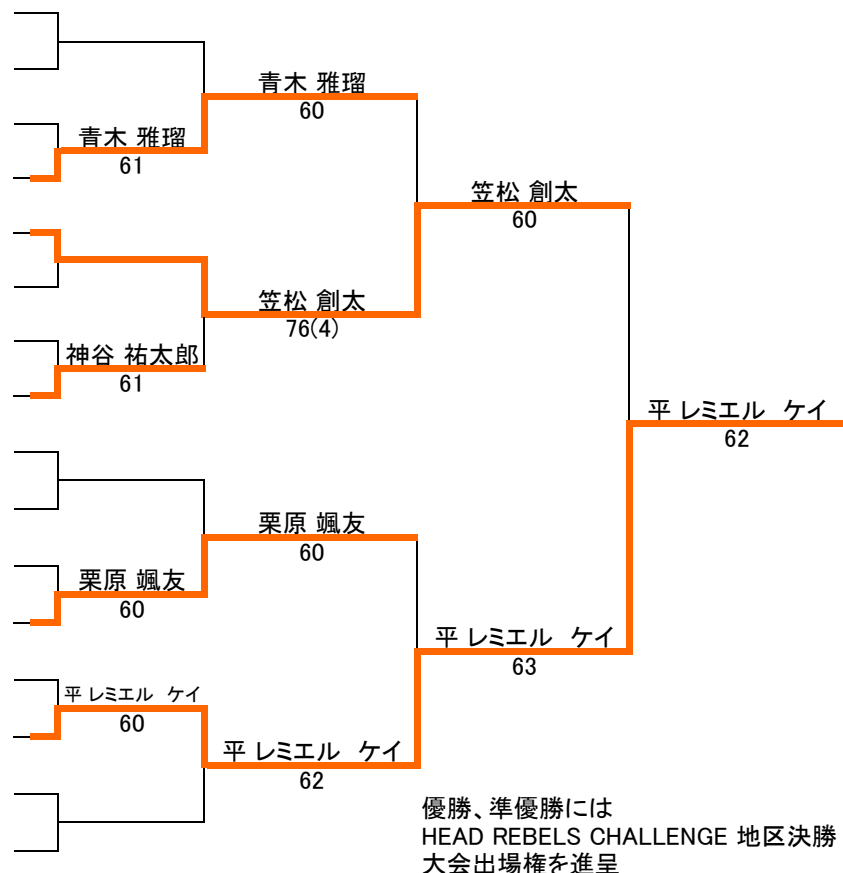 青木 雅瑠
60
青木 雅瑠
61
笠松 創太
60
笠松 創太
76(4)
神谷 祐太郎
61
平 レミエル　ケイ
62
栗原 颯友
60
栗原 颯友
60
平 レミエル　ケイ
63
平 レミエル　ケイ
60
平 レミエル　ケイ
62
優勝、準優勝には
HEAD REBELS CHALLENGE 地区決勝
大会出場権を進呈